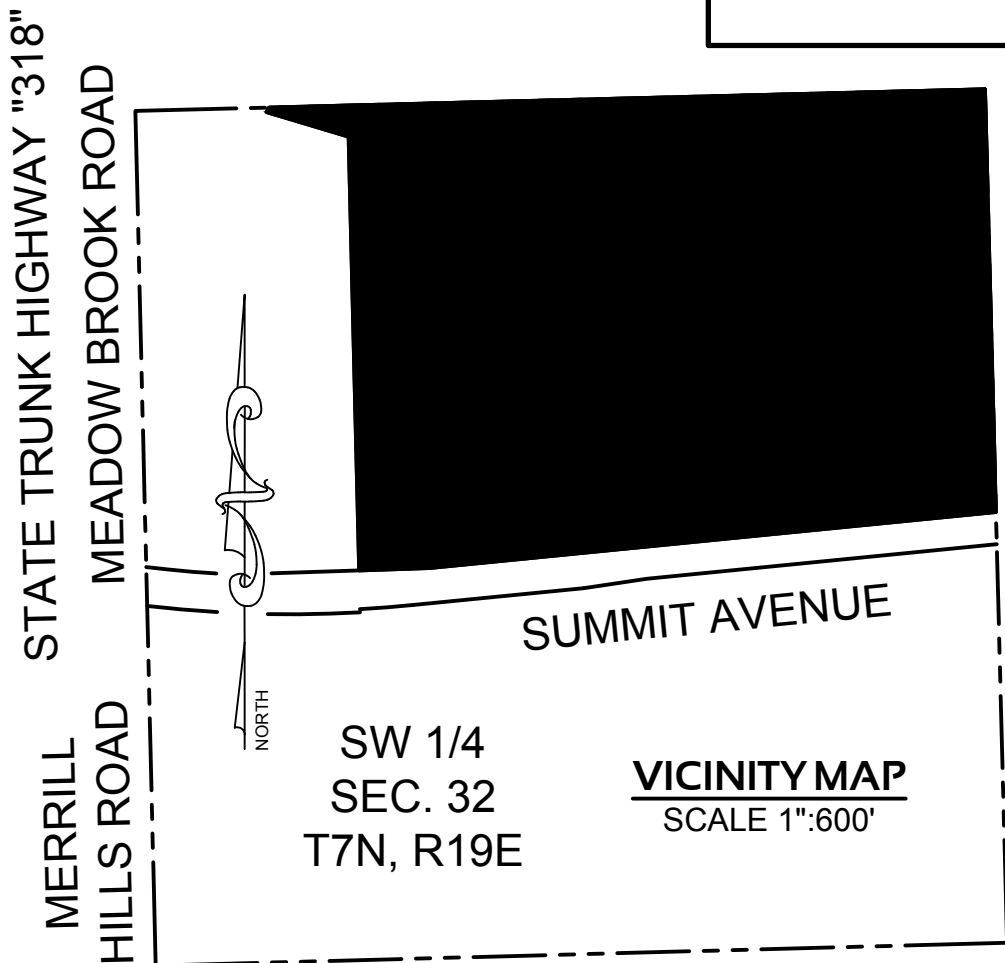 STATE TRUNK HIGHWAY "318"
MEADOW BROOK ROAD
SUMMIT AVENUE
NORTH
MERRILL
HILLS ROAD
SW 1/4
SEC. 32
T7N, R19E
VICINITY MAP
SCALE 1":600'